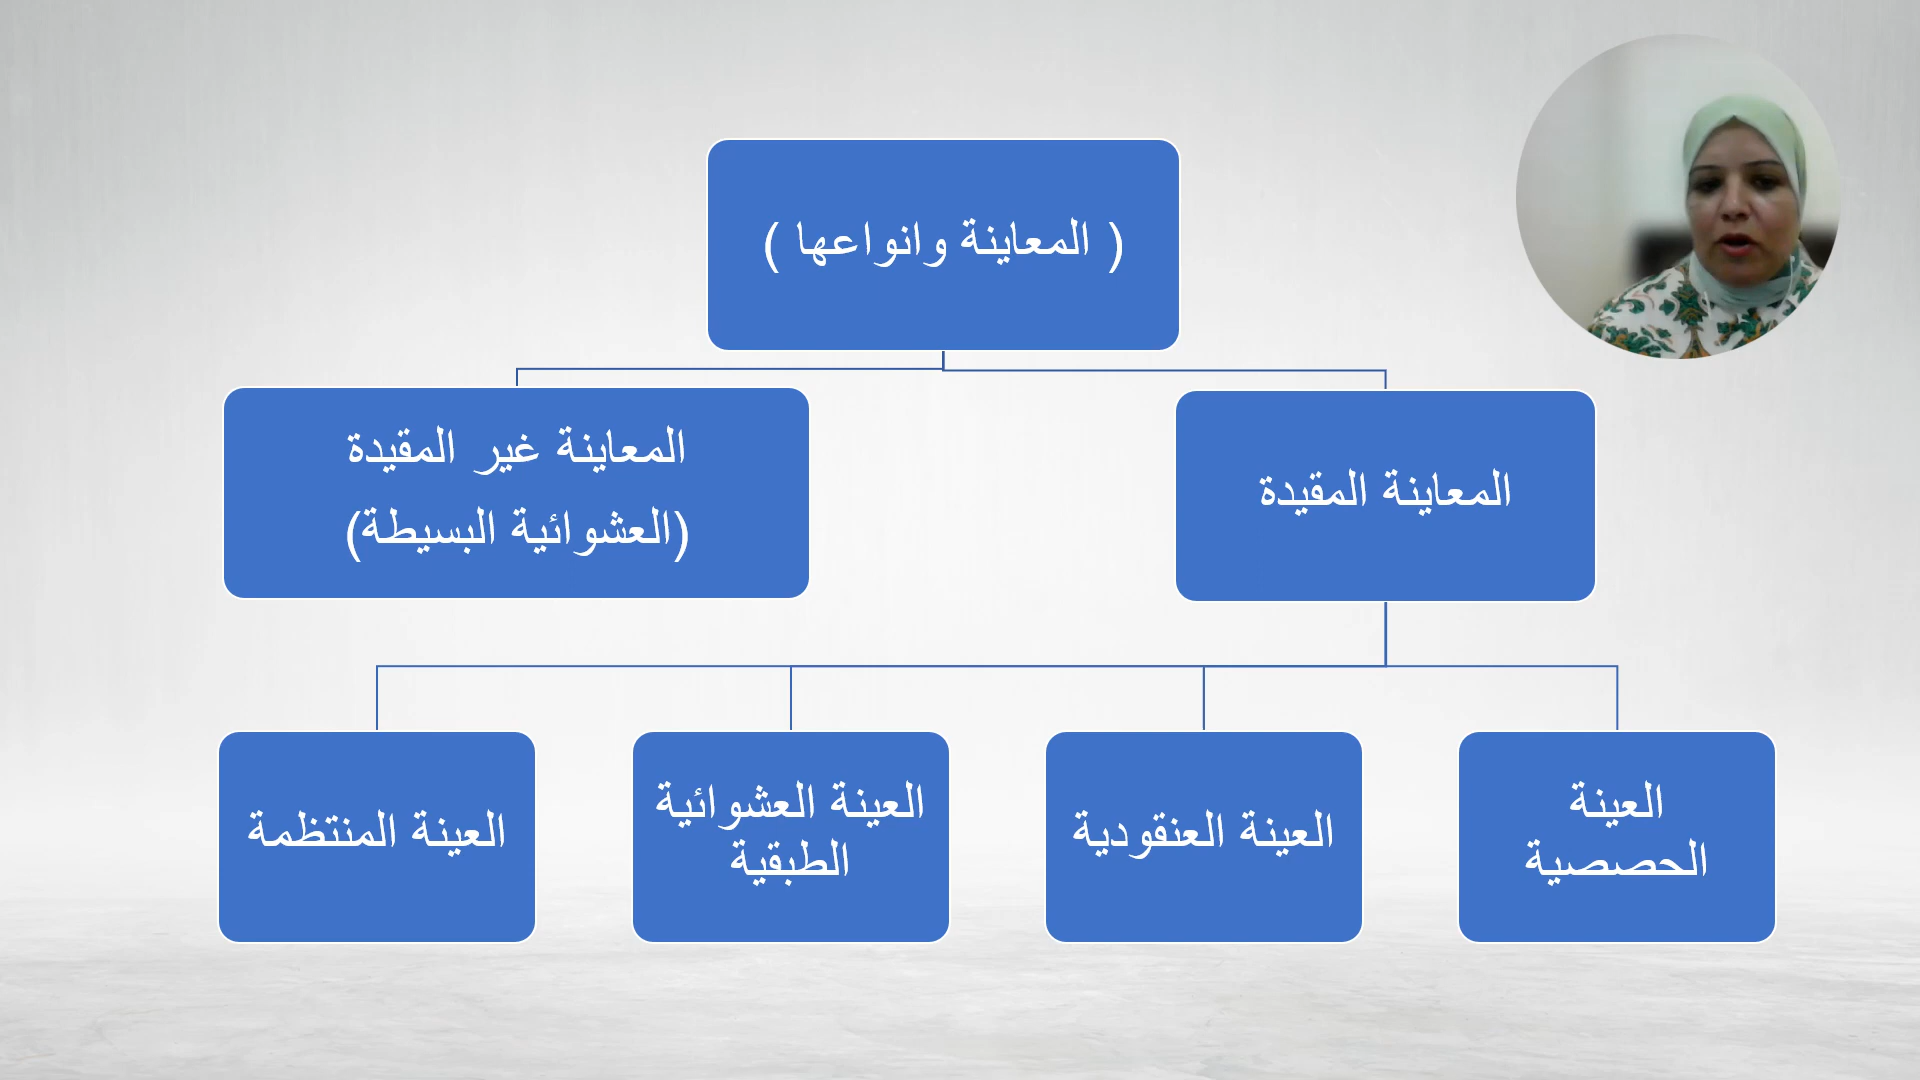 ( المعاينة وانواعها )
المعاينة المقيدة
المعاينة غير المقيدة
(العشوائية البسيطة)
العينة
الحصصية
العينة العنقودية
العينة العشوائية
الطبقية
العينة المنتظمة